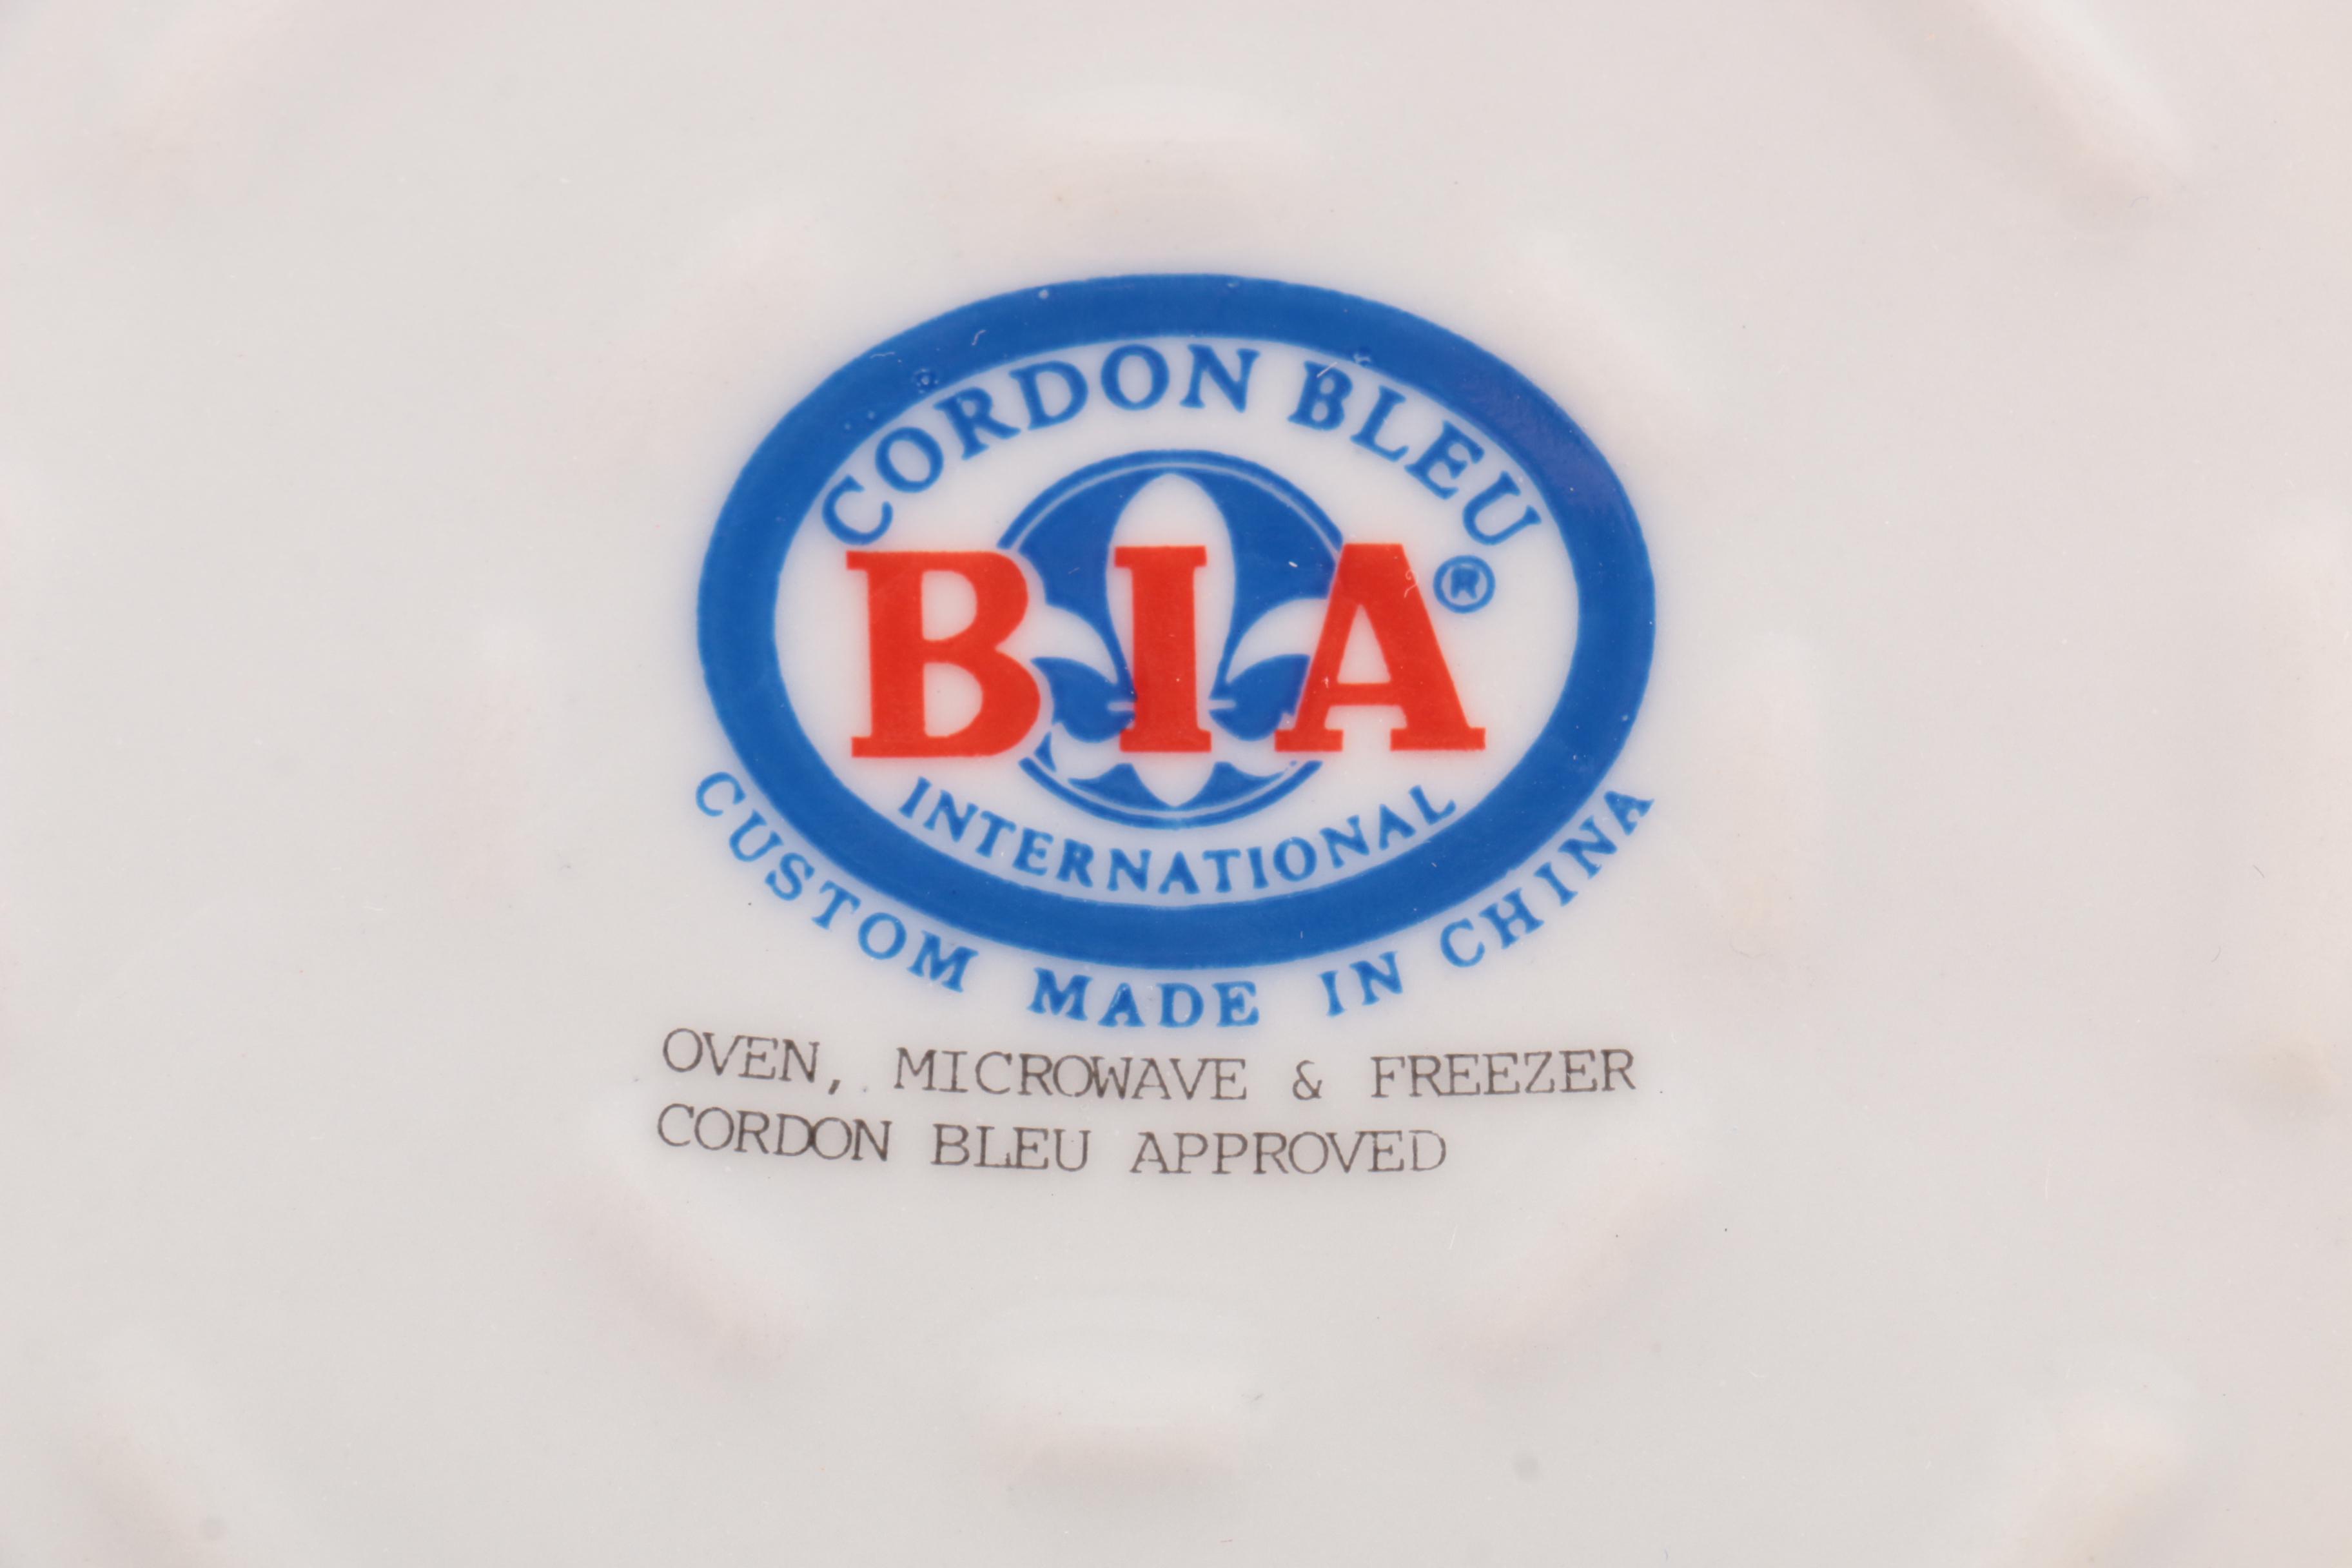 CORDON BLEU
BIA®
INTERNATIONAL
CUSTOM MADE IN CHINA
OVEN, MICROWAVE & FREEZER
CORDON BLEU APPROVED